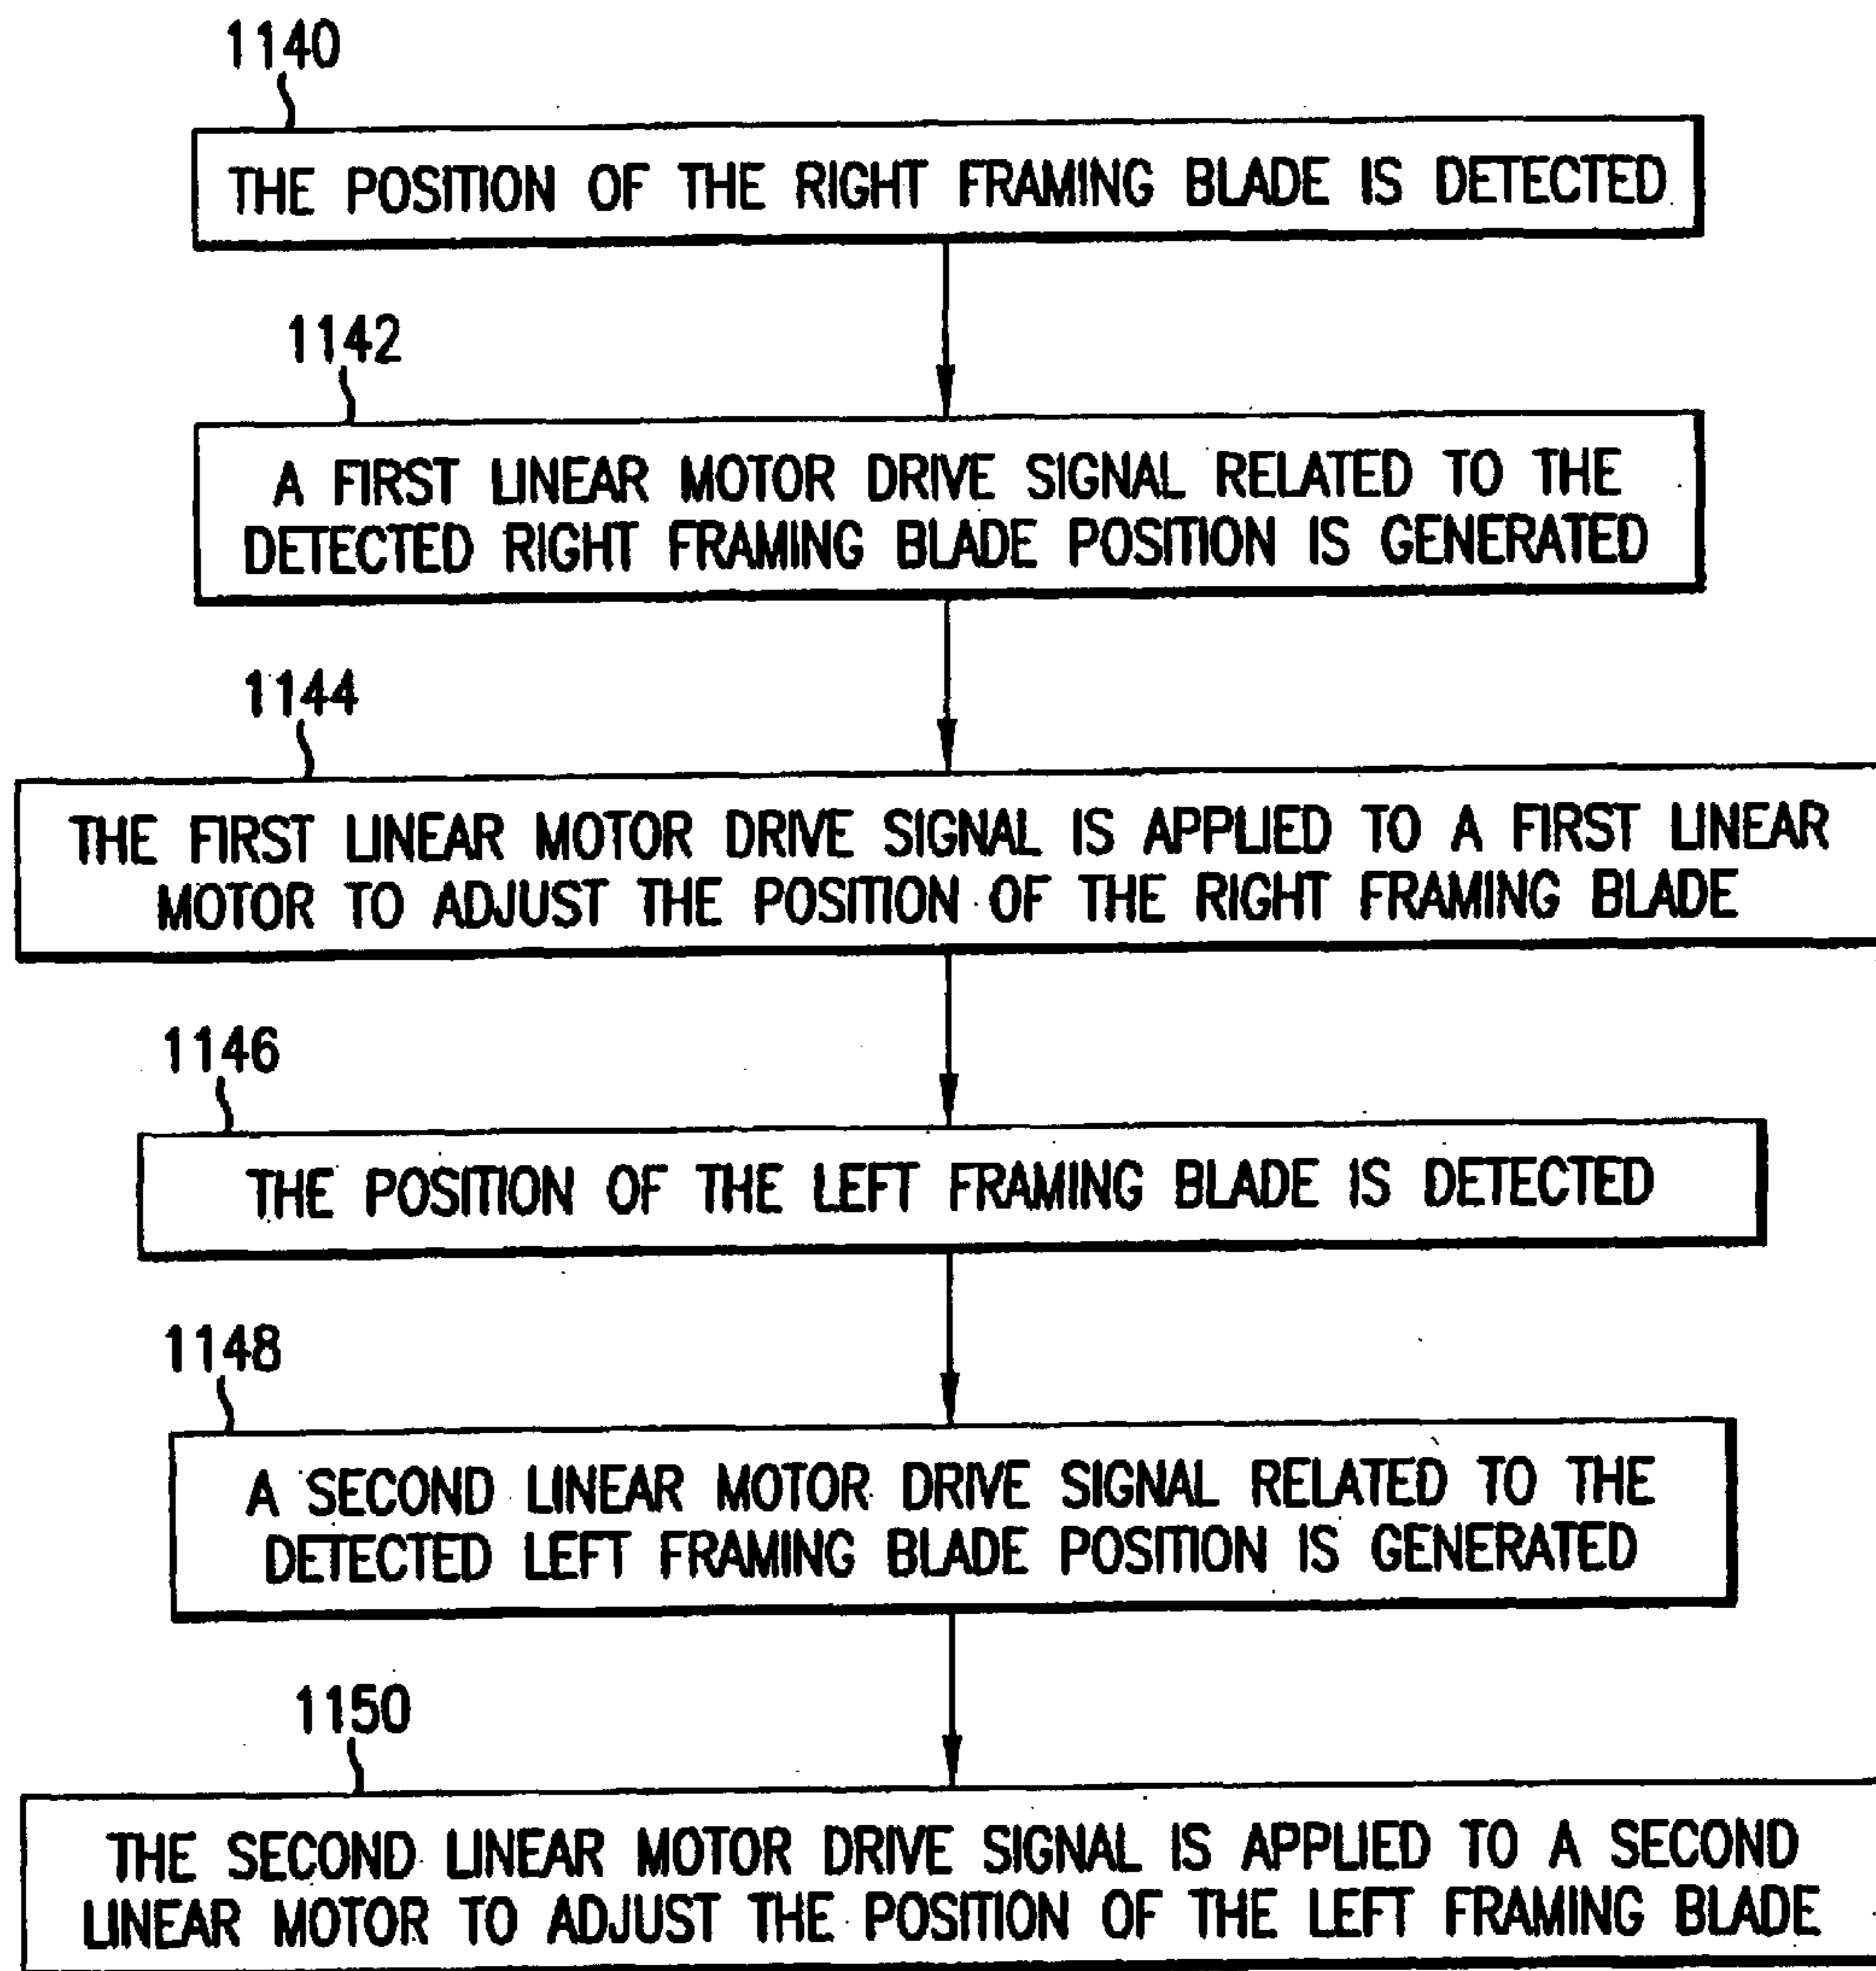 1140
THE POSITION OF THE RIGHT FRAMING BLADE IS DETECTED
1142
A FIRST LINEAR MOTOR DRIVE SIGNAL RELATED TO THE
DETECTED RIGHT FRAMING BLADE POSITION IS GENERATED
1144
THE FIRST LINEAR MOTOR DRIVE SIGNAL IS APPLIED TO A FIRST LINEAR
MOTOR TO ADJUST THE POSITION OF THE RIGHT FRAMING BLADE
1146
THE POSITION OF THE LEFT FRAMING BLADE IS DETECTED
1148
A SECOND LINEAR MOTOR DRIVE SIGNAL RELATED TO THE
DETECTED LEFT FRAMING BLADE POSITION IS GENERATED
1150
THE SECOND LINEAR MOTOR DRIVE SIGNAL IS APPLIED TO A SECOND
LINEAR MOTOR TO ADJUST THE POSITION OF THE LEFT FRAMING BLADE